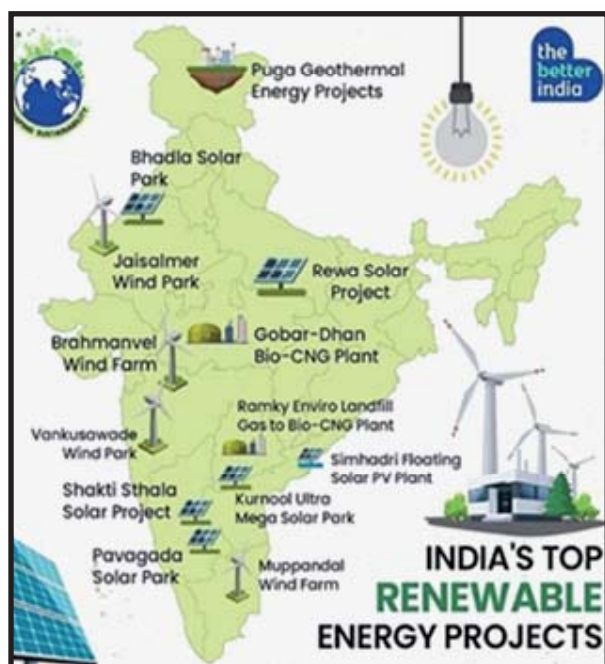 the
better
india
Puga Geothermal
Energy Projects
Bhadla Solar
Park
Jaisalmer
Wind Park
Rewa Solar
Project
Brahmanvel
Wind Farm
Gobar-Dhan
Bio-CNG Plant
Vankusawade
Wind Park
Ramky Enviro Landfill
Gas to Bio-CNG Plant
Simhadri Floating
Solar PV Plant
Shakti Sthala
Solar Project
Kurnool Ultra
Mega Solar Park
Pavagada
Solar Park
Muppandal
Wind Farm
INDIA'S TOP
RENEWABLE
ENERGY PROJECTS